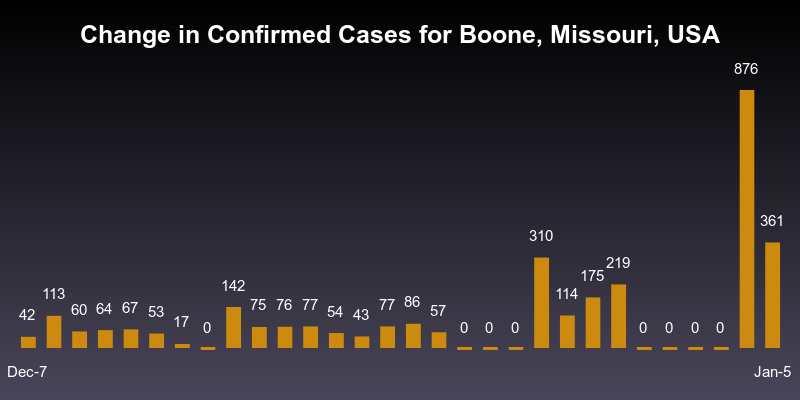 Change in Confirmed Cases for Boone, Missouri, USA
42 113 60 64 67 53 17 0 142 75 76 77 54 43 77 86 57 0 0 0 310 114 175 219 0 0 0 0 876 361
Dec-7 Jan-5